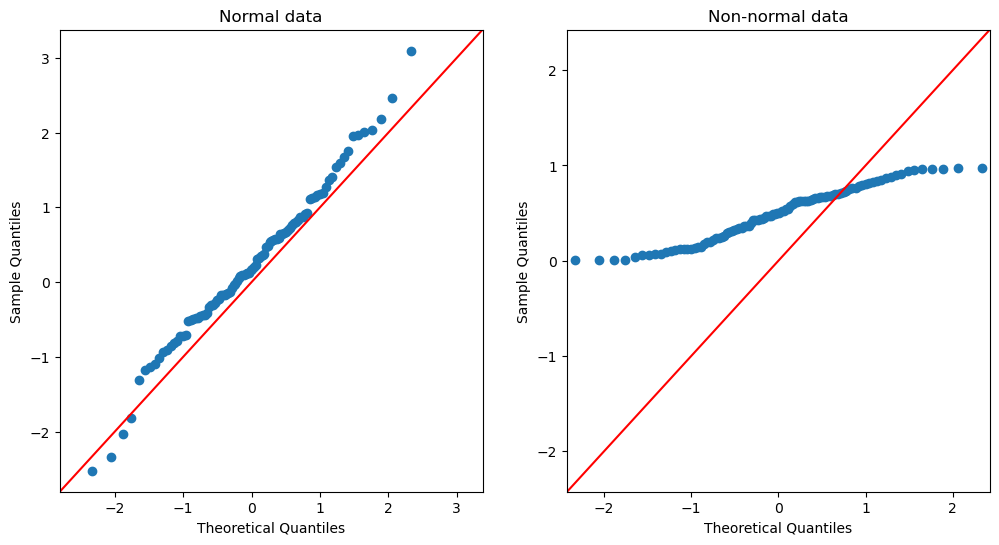 Normal data
Sample Quantiles
3
2
1
0
−1
−2
−2 −1 0 1 2 3
Theoretical Quantiles
Non-normal data
Sample Quantiles
2
1
0
−1
−2
−2 −1 0 1 2
Theoretical Quantiles